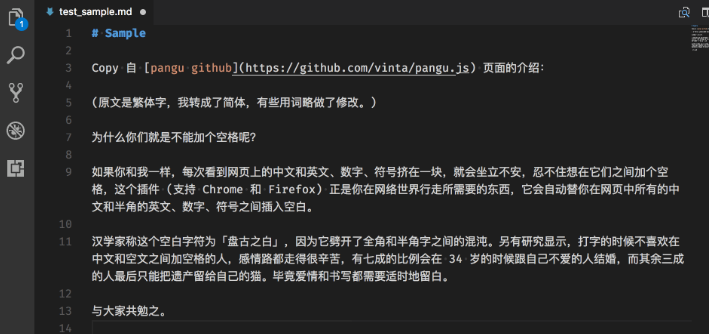 1
test_sample.md
1 # Sample
2
3 Copy 自 [pangu github](https://github.com/vinta/pangu.js) 页面的介绍：
4
5 (原文是繁体字，我转成了简体，有些用词略做了修改。)
6
7 为什么你们就是不能加个空格呢？
8
9 如果你和我一样，每次看到网页上的中文和英文、数字、符号挤在一块，就会坐立不安，忍不住想在它们之间加个空
格，这个插件 (支持 Chrome 和 Firefox) 正是你在网络世界行走所需要的东西，它会自动替你在网页中所有的中
文和半角的英文、数字、符号之间插入空白。
10
11 汉学家称这个空白字符为「盘古之白」，因为它劈开了全角和半角字之间的混沌。另有研究显示，打字的时候不喜欢在
中文和空文之间加空格的人，感情路都走得很辛苦，有七成的比例会在 34 岁的时候跟自己不爱的人结婚，而其余三成
的人最后只能把遗产留给自己的猫。毕竟爱情和书写都需要适时地留白。
12
13 与大家共勉之。
14